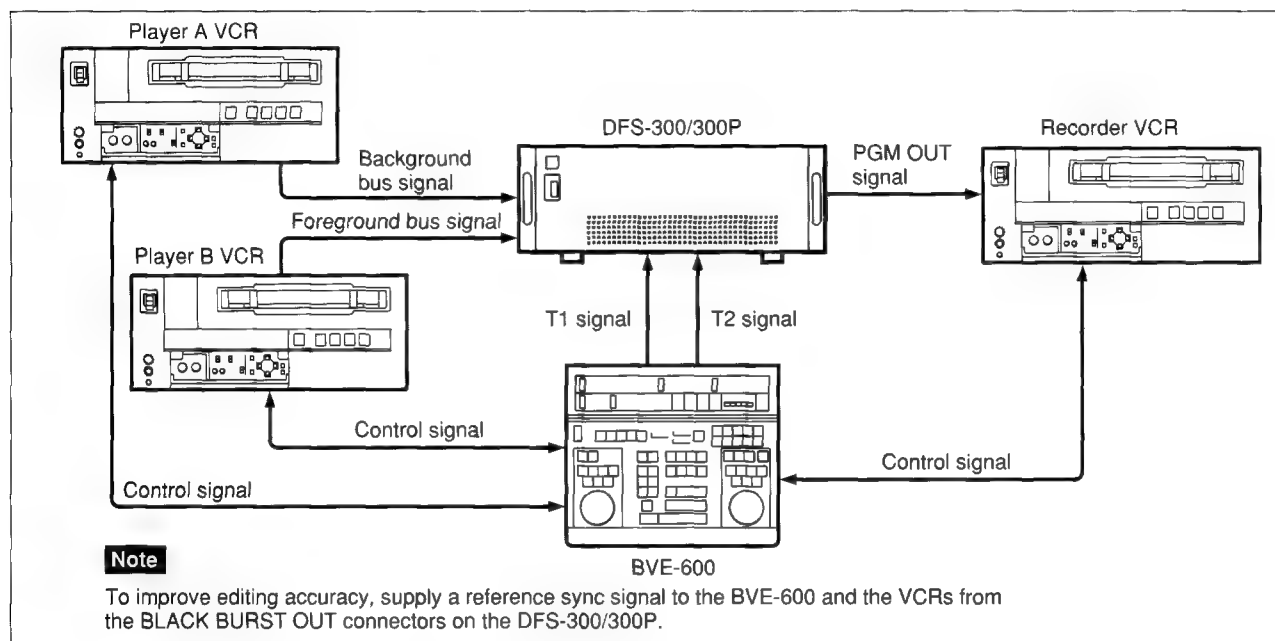 Player A VCR
DFS-300/300P
Recorder VCR
Background
bus signal
PGM OUT
signal
Foreground bus signal
Player B VCR
T1 signal
T2 signal
Control signal
Control signal
Control signal
BVE-600
Note
To improve editing accuracy, supply a reference sync signal to the BVE-600 and the VCRs from
the BLACK BURST OUT connectors on the DFS-300/300P.